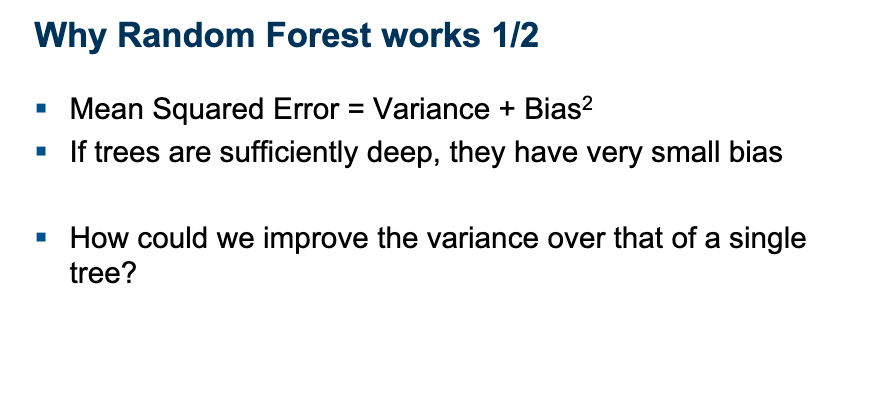 Why Random Forest works 1/2
▪ Mean Squared Error = Variance + Bias²
▪ If trees are sufficiently deep, they have very small bias
▪ How could we improve the variance over that of a single
tree?